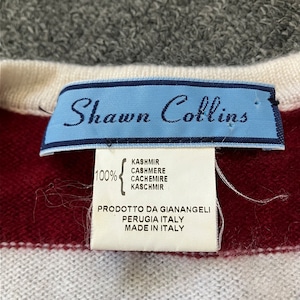 Shawn Collins
100% { KASHMIR
CASHMERE
CACHEMIRE
KASCHMIR
PRODOTTO DA GIANANGELI
PERUGIA ITALY
MADE IN ITALY